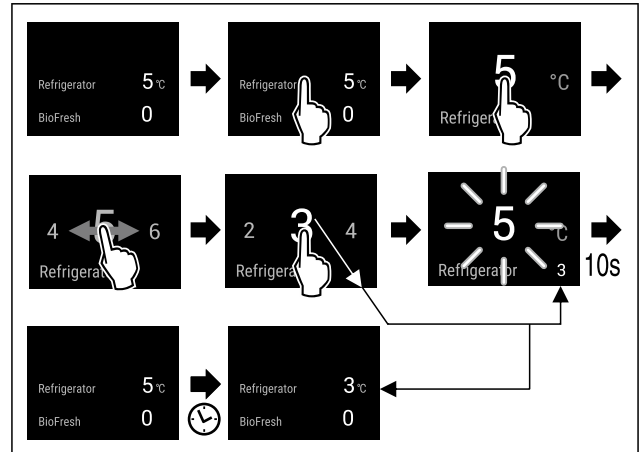 Refrigerator 5 °C
BioFresh 0
Refrigerator 5 °C
BioFresh 0
5 °C
Refriger
4 5 6
Refrigerat
2 3 4
Refrigera
5 °C
Refrigerator 3
10s
Refrigerator 5 °C
BioFresh 0
Refrigerator 3 °C
BioFresh 0